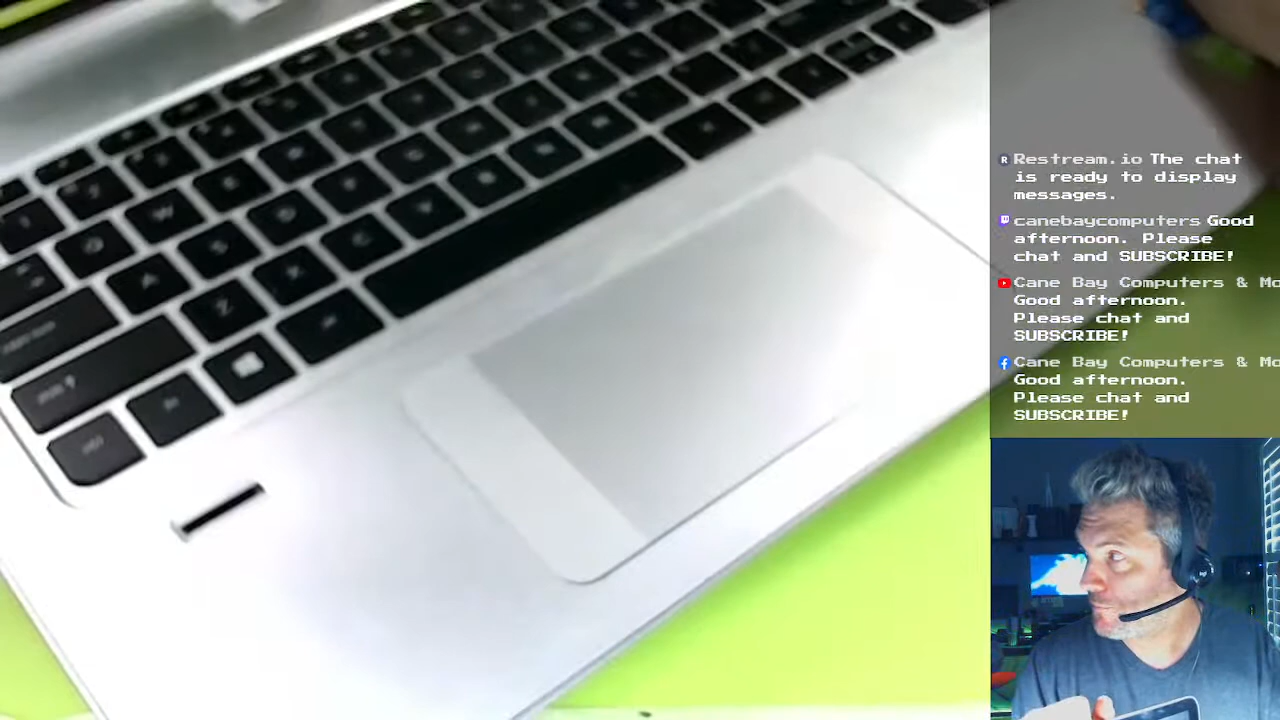 Restream.io The chat
is ready to display
messages.
canebaycomputers Good
afternoon. Please
chat and SUBSCRIBE!
Cane Bay Computers & Mo
Good afternoon.
Please chat and
SUBSCRIBE!
Cane Bay Computers & Mo
Good afternoon.
Please chat and
SUBSCRIBE!